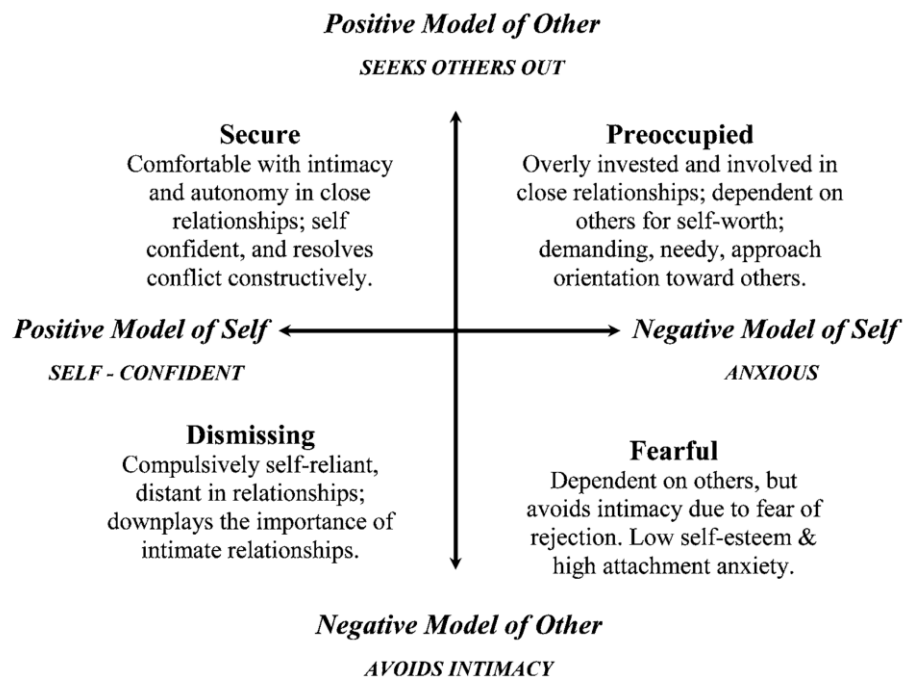 Positive Model of Other
SEEKS OTHERS OUT
Secure
Comfortable with intimacy
and autonomy in close
relationships; self
confident, and resolves
conflict constructively.
Preoccupied
Overly invested and involved in
close relationships; dependent on
others for self-worth;
demanding, needy, approach
orientation toward others.
Positive Model of Self
SELF - CONFIDENT
Negative Model of Self
ANXIOUS
Dismissing
Compulsively self-reliant,
distant in relationships;
downplays the importance of
intimate relationships.
Fearful
Dependent on others, but
avoids intimacy due to fear of
rejection. Low self-esteem &
high attachment anxiety.
Negative Model of Other
AVOIDS INTIMACY